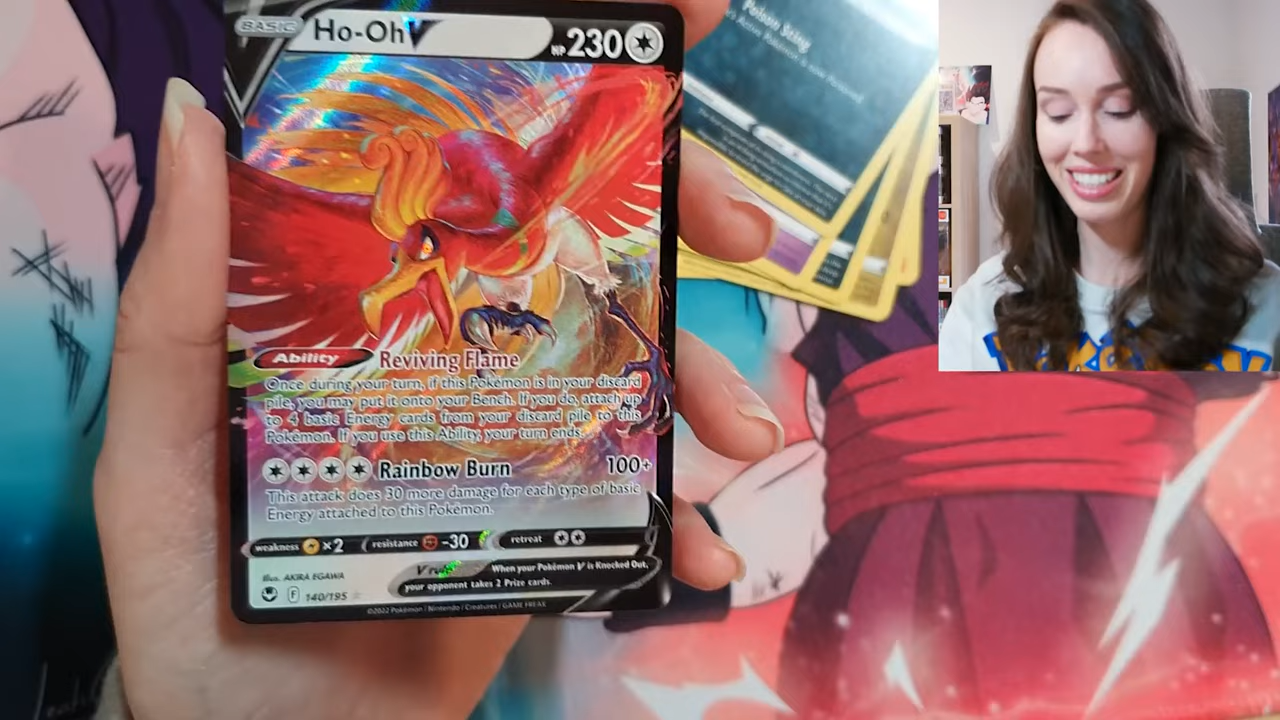 BASIC Ho-Oh V HP 230
Ability Reviving Flame
Once during your turn, if this Pokémon is in your discard
pile, you may put it onto your Bench. If you do, attach up
to 4 basic Energy cards from your discard pile to this
Pokémon. If you use this Ability, your turn ends.
Rainbow Burn 100+
This attack does 30 more damage for each type of basic
Energy attached to this Pokémon.
weakness ×2 resistance -30 retreat
V rule When your Pokémon V is Knocked Out,
your opponent takes 2 Prize cards.
Illus. AKIRA EGAWA
F 140/195
©2022 Pokémon / Nintendo / Creatures / GAME FREAK
Poison Sting